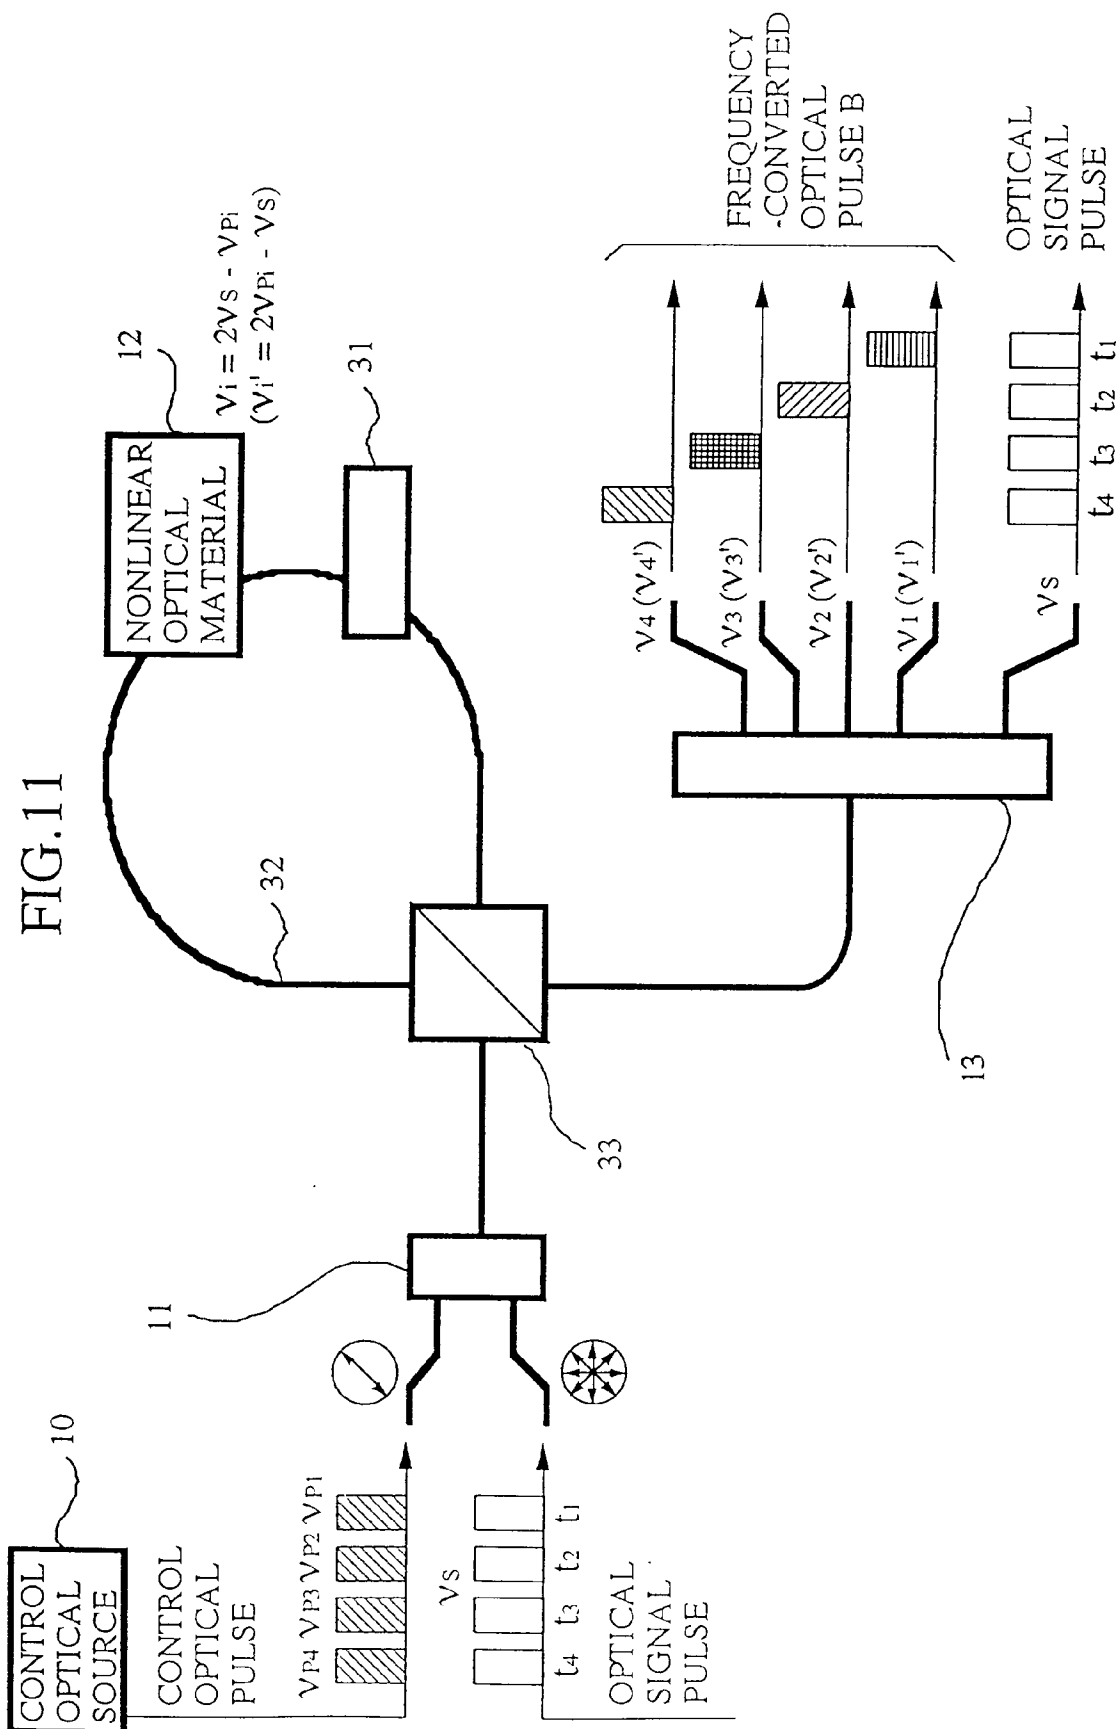 FIG.11
CONTROL
OPTICAL
SOURCE
10
CONTROL
OPTICAL
PULSE
νP4 νP3 νP2 νP1
νS
t4 t3 t2 t1
OPTICAL
SIGNAL
PULSE
11
33
32
NONLINEAR
OPTICAL
MATERIAL
12
νi = 2νS - νPi
(νi' = 2νPi - νS)
31
13
ν4 (ν4')
ν3 (ν3')
ν2 (ν2')
ν1 (ν1')
νS
t4 t3 t2 t1
FREQUENCY
-CONVERTED
OPTICAL
PULSE B
OPTICAL
SIGNAL
PULSE